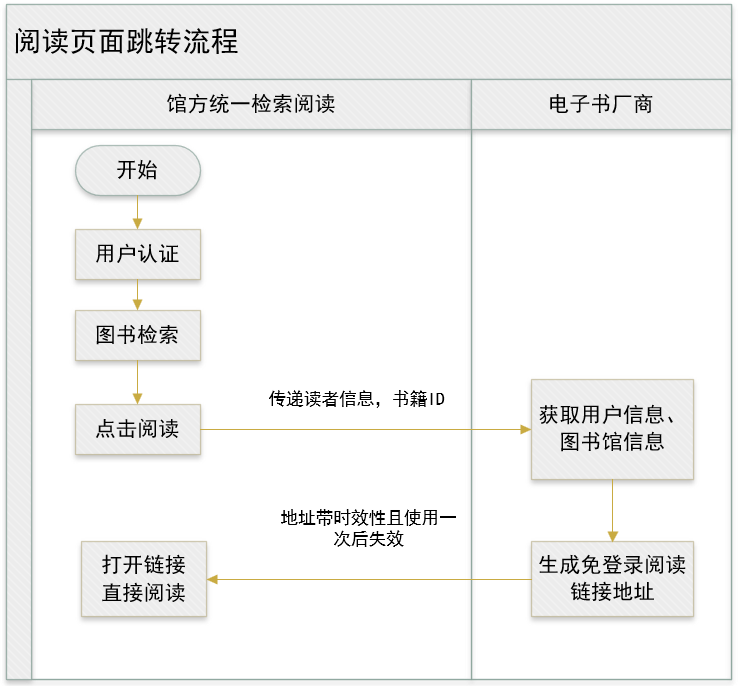 阅读页面跳转流程
馆方统一检索阅读
电子书厂商
开始
用户认证
图书检索
点击阅读
传递读者信息，书籍ID
获取用户信息、
图书馆信息
地址带时效性且使用一
次后失效
生成免登录阅读
链接地址
打开链接
直接阅读